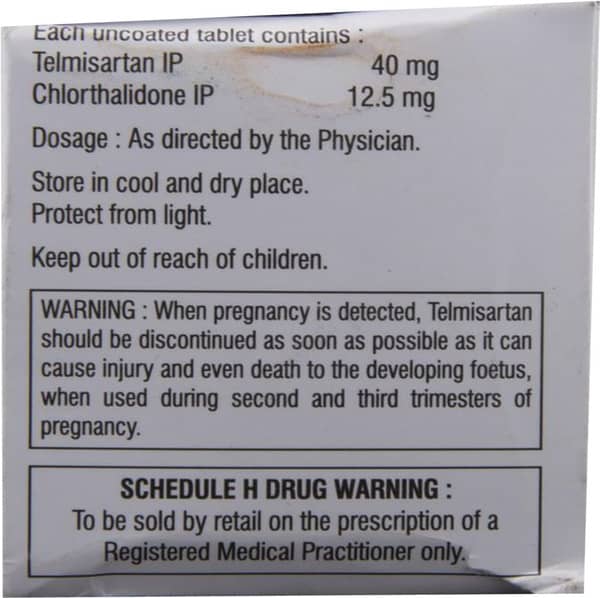 Each uncoated tablet contains :
Telmisartan IP 40 mg
Chlorthalidone IP 12.5 mg
Dosage : As directed by the Physician.
Store in cool and dry place.
Protect from light.
Keep out of reach of children.
WARNING : When pregnancy is detected, Telmisartan
should be discontinued as soon as possible as it can
cause injury and even death to the developing foetus,
when used during second and third trimesters of
pregnancy.
SCHEDULE H DRUG WARNING :
To be sold by retail on the prescription of a
Registered Medical Practitioner only.